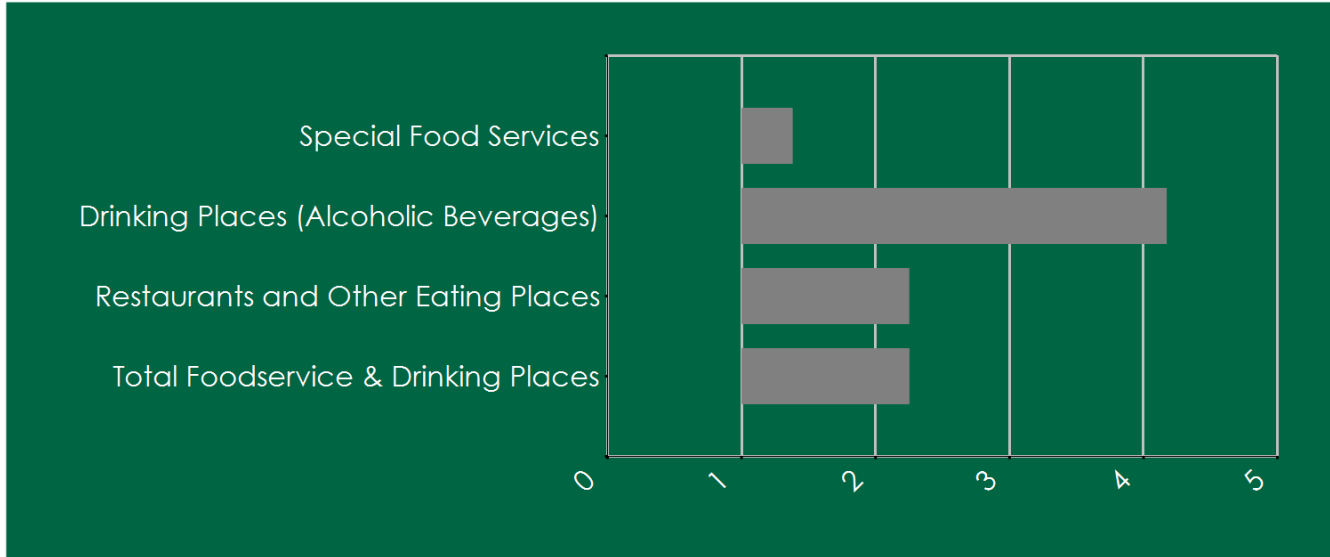 Special Food Services
Drinking Places (Alcoholic Beverages)
Restaurants and Other Eating Places
Total Foodservice & Drinking Places
0
1
2
3
4
5